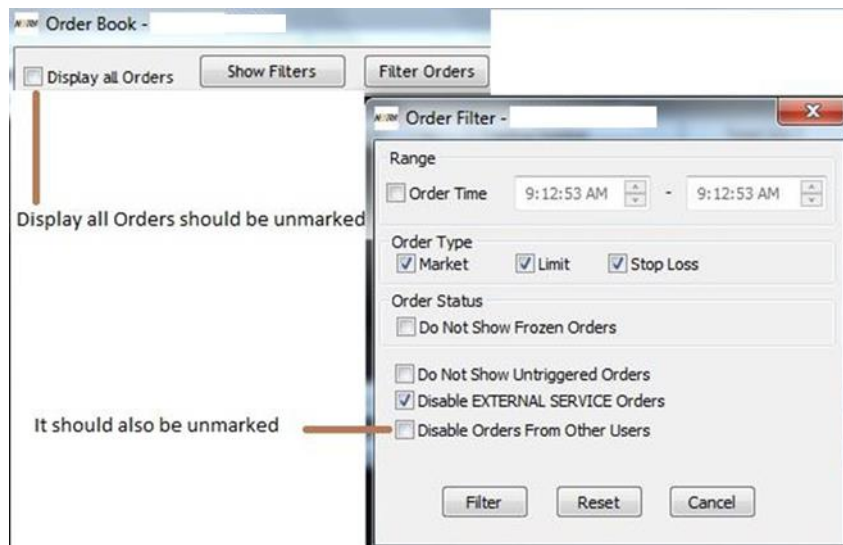 Order Book -
Display all Orders
Show Filters
Filter Orders
Display all Orders should be unmarked
Order Filter -
Range
Order Time 9:12:53 AM - 9:12:53 AM
Order Type
Market Limit Stop Loss
Order Status
Do Not Show Frozen Orders
Do Not Show Untriggered Orders
Disable EXTERNAL SERVICE Orders
It should also be unmarked
Disable Orders From Other Users
Filter Reset Cancel